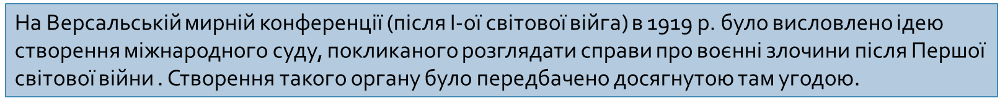 На Версальській мирній конференції (після І-ої світової війга) в 1919 р. було висловлено ідею
створення міжнародного суду, покликаного розглядати справи про воєнні злочини після Першої
світової війни . Створення такого органу було передбачено досягнутою там угодою.